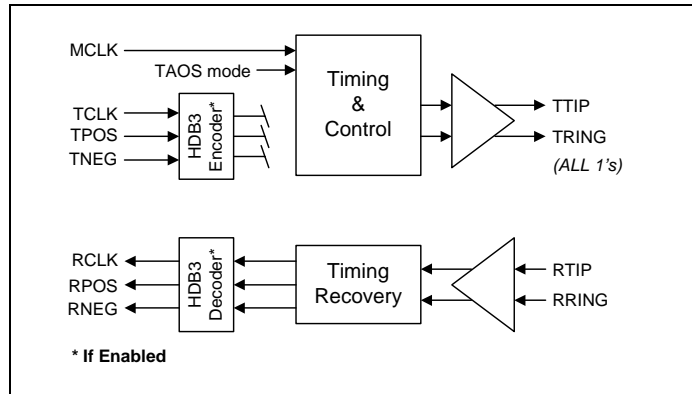 MCLK
TAOS mode
Timing
&
Control
TCLK
TPOS
TNEG
HDB3
Encoder*
TTIP
TRING
(ALL 1's)
RCLK
RPOS
RNEG
HDB3
Decoder*
Timing
Recovery
RTIP
RRING
* If Enabled